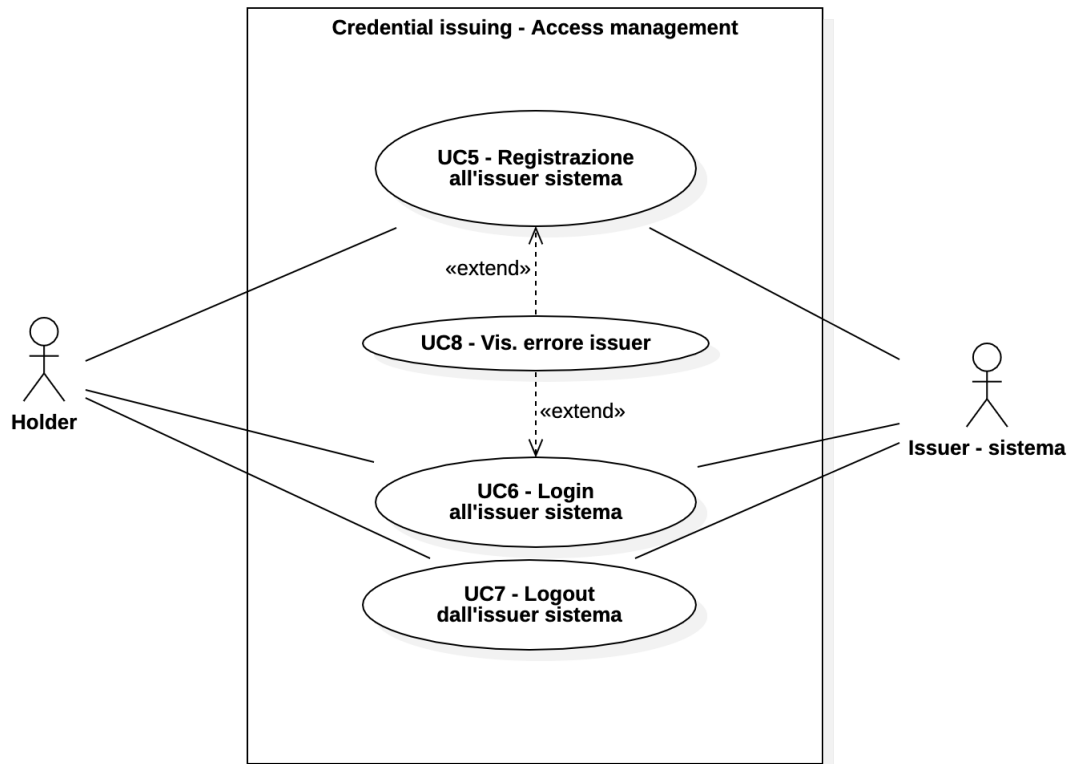 Credential issuing - Access management
UC5 - Registrazione
all'issuer sistema
«extend»
UC8 - Vis. errore issuer
«extend»
Holder
Issuer - sistema
UC6 - Login
all'issuer sistema
UC7 - Logout
dall'issuer sistema